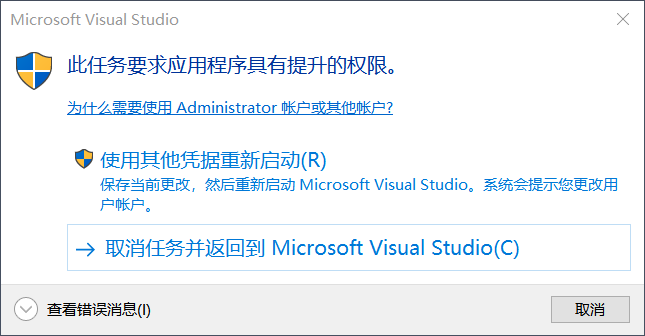 Microsoft Visual Studio
此任务要求应用程序具有提升的权限。
为什么需要使用 Administrator 帐户或其他帐户?
使用其他凭据重新启动(R)
保存当前更改，然后重新启动 Microsoft Visual Studio。系统会提示您更改用
户帐户。
取消任务并返回到 Microsoft Visual Studio(C)
查看错误消息(I)
取消